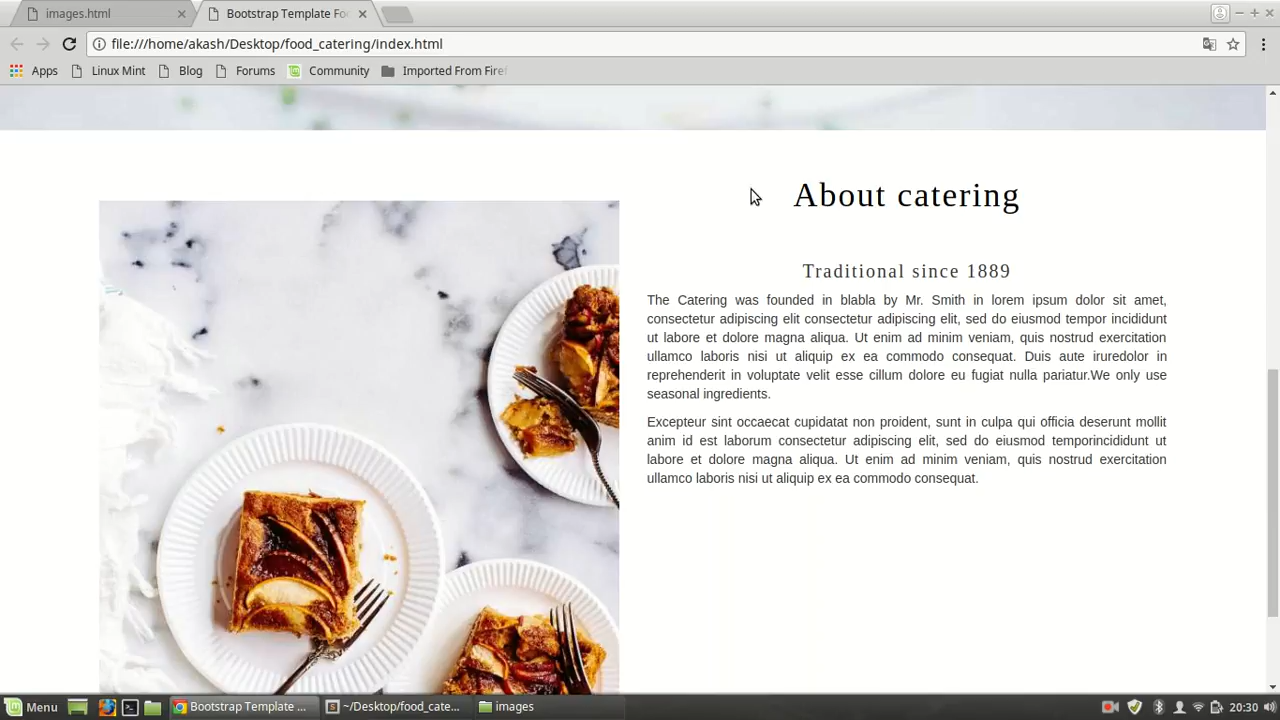 images.html
Bootstrap Template Fo
file:///home/akash/Desktop/food_catering/index.html
Apps Linux Mint Blog Forums Community Imported From Firef
About catering
Traditional since 1889
The Catering was founded in blabla by Mr. Smith in lorem ipsum dolor sit amet,
consectetur adipiscing elit consectetur adipiscing elit, sed do eiusmod tempor incididunt
ut labore et dolore magna aliqua. Ut enim ad minim veniam, quis nostrud exercitation
ullamco laboris nisi ut aliquip ex ea commodo consequat. Duis aute iruredolor in
reprehenderit in voluptate velit esse cillum dolore eu fugiat nulla pariatur.We only use
seasonal ingredients.
Excepteur sint occaecat cupidatat non proident, sunt in culpa qui officia deserunt mollit
anim id est laborum consectetur adipiscing elit, sed do eiusmod temporincididunt ut
labore et dolore magna aliqua. Ut enim ad minim veniam, quis nostrud exercitation
ullamco laboris nisi ut aliquip ex ea commodo consequat.
Menu Bootstrap Template ... ~/Desktop/food_cate... images 20:30